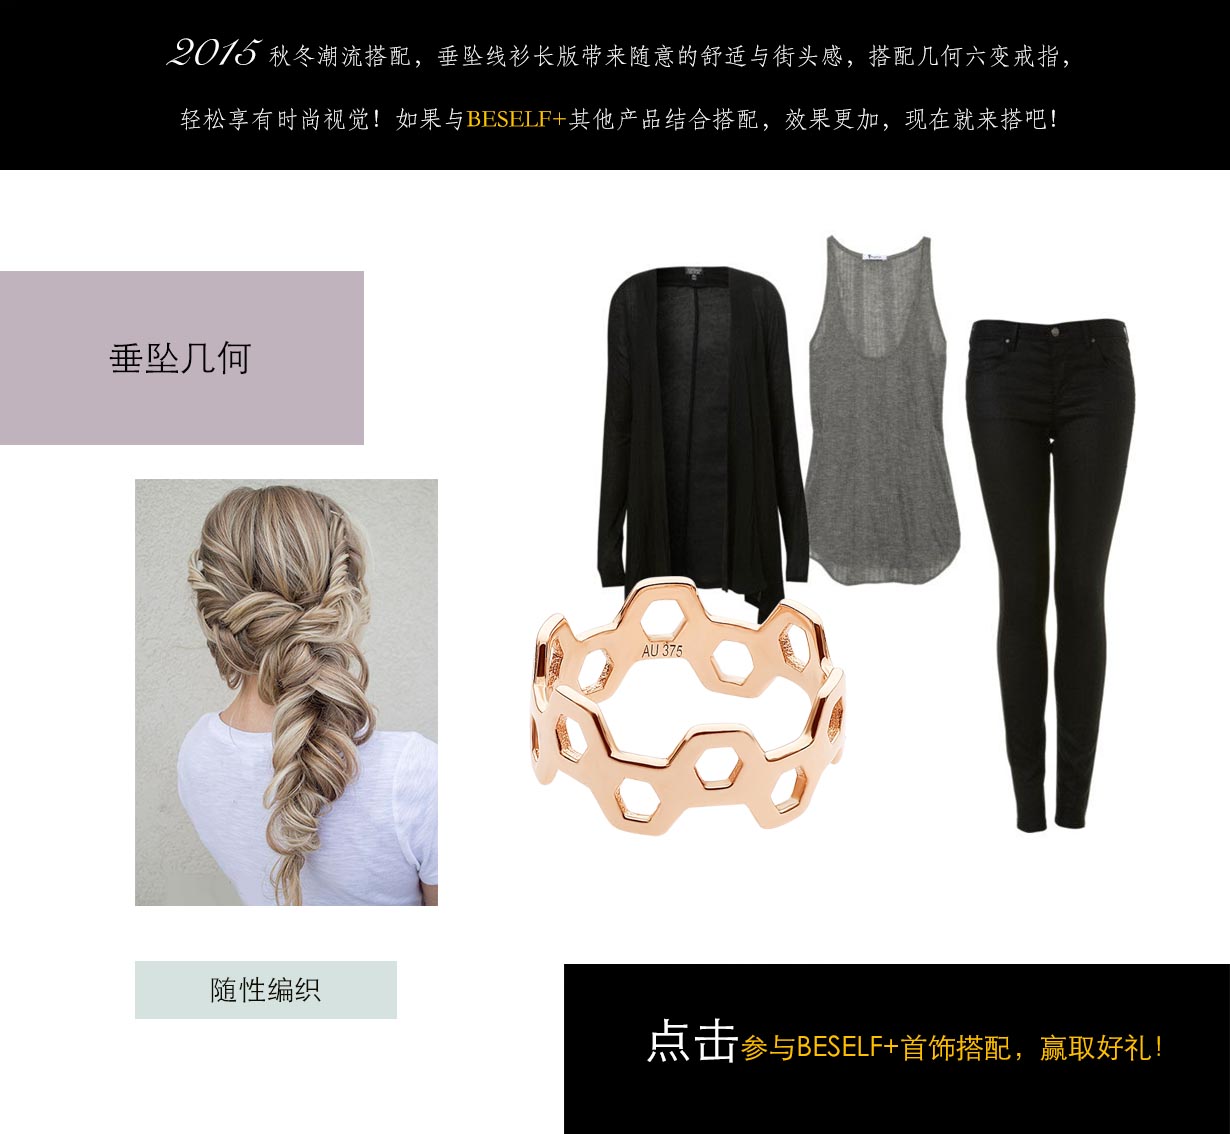 2015 秋冬潮流搭配，垂坠线衫长版带来随意的舒适与街头感，搭配几何六变戒指，
轻松享有时尚视觉！如果与BESELF+其他产品结合搭配，效果更加，现在就来搭吧！
垂坠几何
AU 375
随性编织
点击参与BESELF+首饰搭配，赢取好礼！